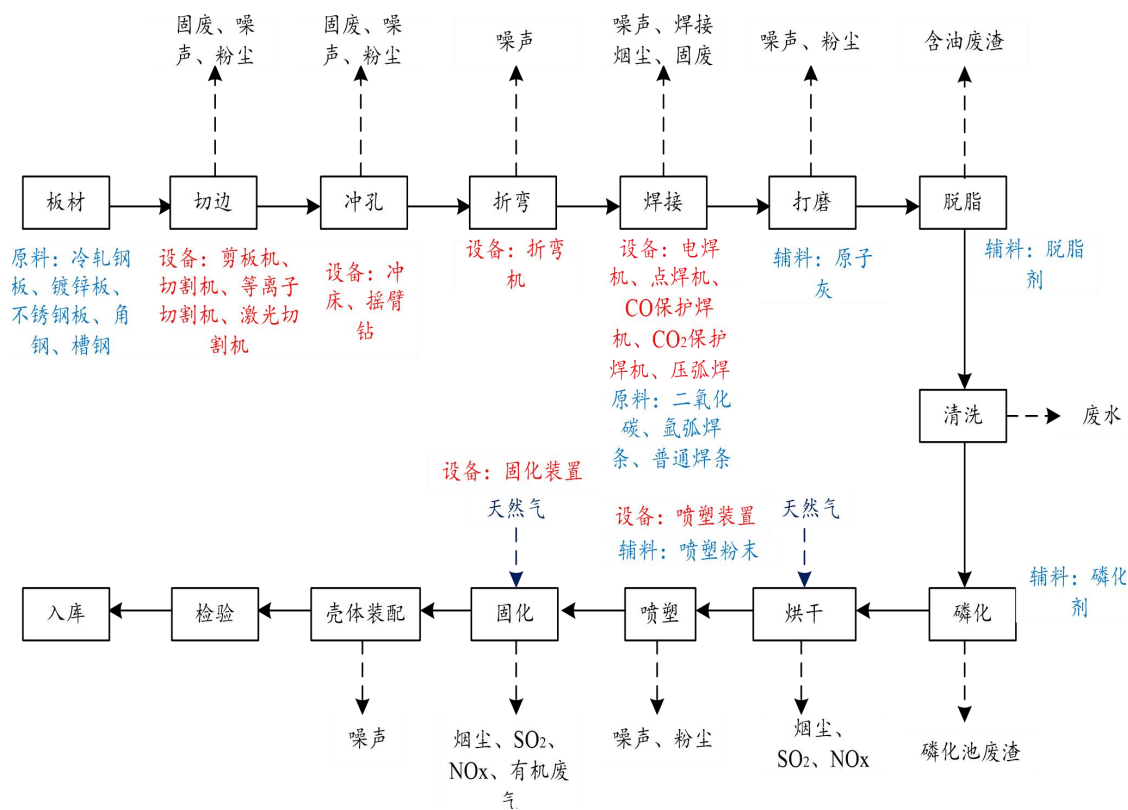 固废、噪
声、粉尘
固废、噪
声、粉尘
噪声
噪声、焊接
烟尘、固废
噪声、粉尘
含油废渣
板材
切边
冲孔
折弯
焊接
打磨
脱脂
原料：冷轧钢
板、镀锌板、
不锈钢板、角
钢、槽钢
设备：剪板机、
切割机、等离子
切割机、激光切
割机
设备：冲
床、摇臂
钻
设备：折弯
机
设备：电焊
机、点焊机、
CO保护焊
机、CO₂保护
焊机、压弧焊
原料：二氧化
碳、氩弧焊
条、普通焊条
辅料：原子
灰
辅料：脱脂
剂
清洗
废水
设备：固化装置
天然气
设备：喷塑装置
辅料：喷塑粉末
天然气
辅料：磷化
剂
入库
检验
壳体装配
固化
喷塑
烘干
磷化
噪声
烟尘、SO₂、
NOx、有机废
气
噪声、粉尘
烟尘、
SO₂、NOx
磷化池废渣